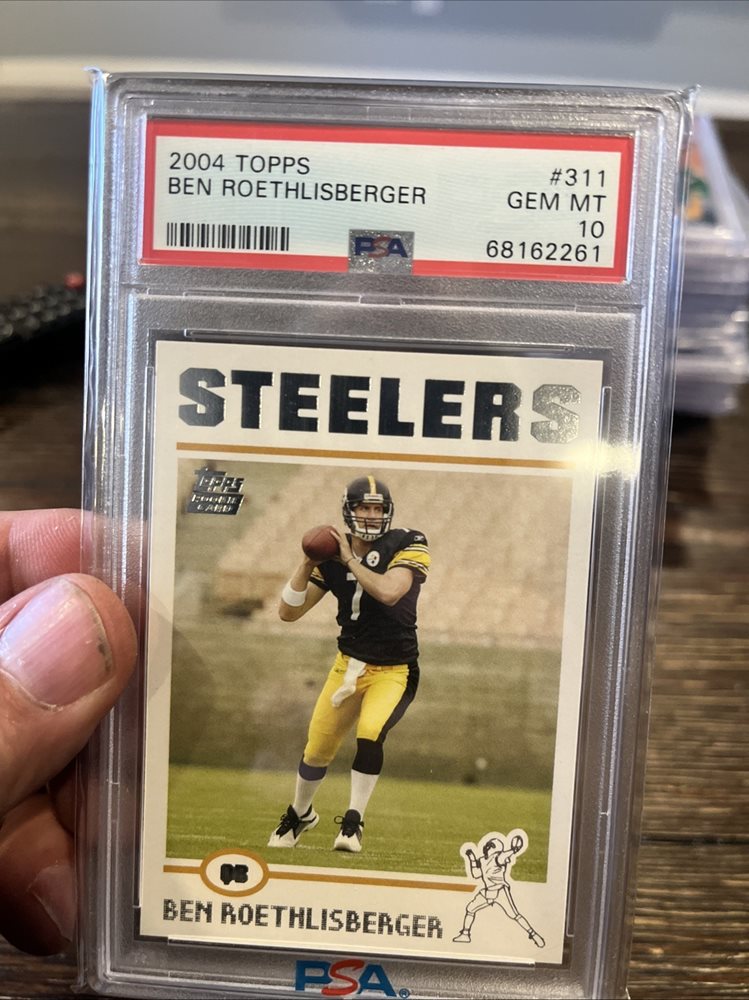 2004 TOPPS #311
BEN ROETHLISBERGER GEM MT
10
PSA 68162261
STEELERS
TOPPS
ROOKIE
CARD
7
QB
BEN ROETHLISBERGER
PSA®